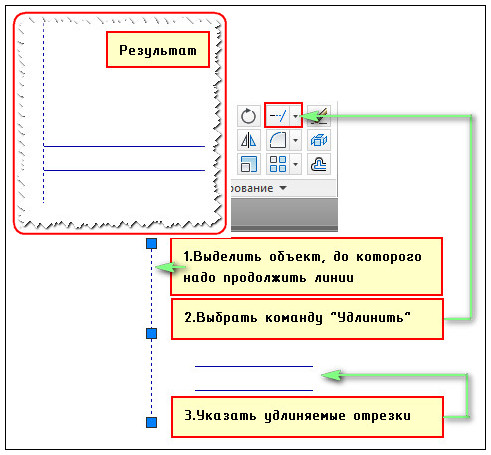 Результат
рование
1.Выделить объект, до которого
надо продолжить линии
2.Выбрать команду "Удлинить"
3.Указать удлиняемые отрезки